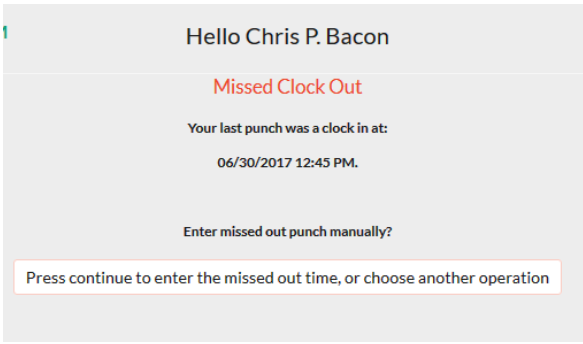 Hello Chris P. Bacon
Missed Clock Out
Your last punch was a clock in at:
06/30/2017 12:45 PM.
Enter missed out punch manually?
Press continue to enter the missed out time, or choose another operation